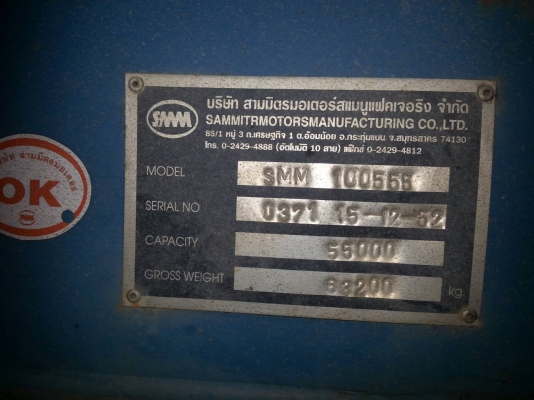 SMM
บริษัท สามมิตรมอเตอร์สแมนูแฟคเจอริง จำกัด
SAMMITRMOTORSMANUFACTURING CO.,LTD.
85/1 หมู่ 3 ถ.เศรษฐกิจ 1 ต.อ้อมน้อย อ.กระทุ่มแบน จ.สมุทรสาคร 74130
โทร. 0-2429-4888 (อัตโนมัติ 10 สาย) แฟ็กซ์ 0-2429-4812
MODEL SMM 100555
SERIAL NO 0371 15-12-52
CAPACITY 55000
GROSS WEIGHT 63200 kg
OK